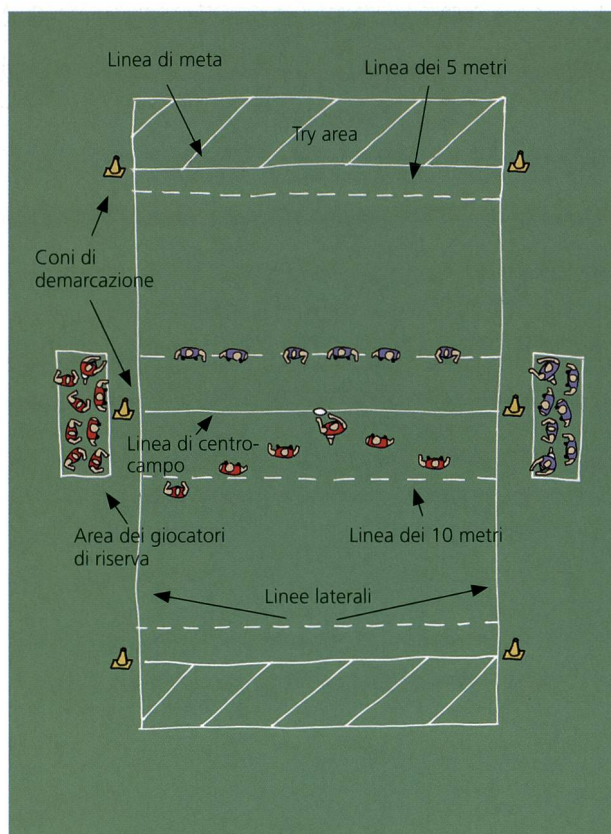 Linea di meta
Linea dei 5 metri
Try area
Coni di
demarcazione
Linea di centro-
campo
Area dei giocatori
di riserva
Linea dei 10 metri
Linee laterali